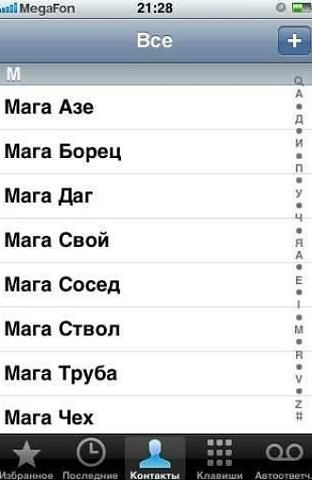 MegaFon 21:28
Все +
М
Мага Азе
Мага Борец
Мага Даг
Мага Свой
Мага Сосед
Мага Ствол
Мага Труба
Мага Чех
А
Д
И
П
У
Ч
Я
A
E
I
M
R
V
Z
#
Избранное Последние Контакты Клавиши Автоответч.